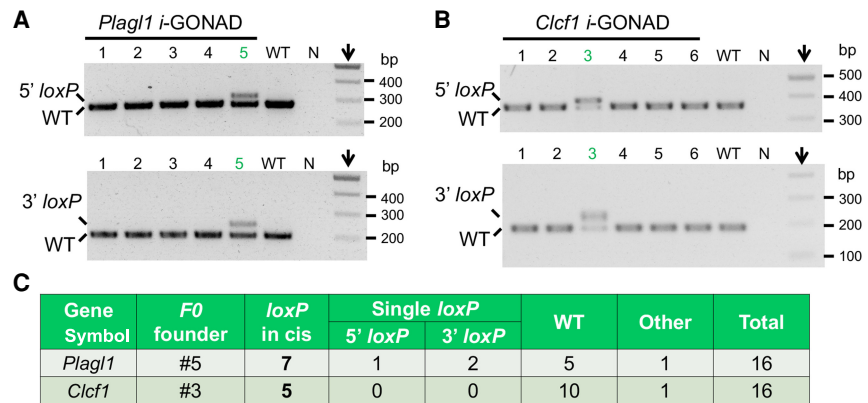 A
Plagl1 i-GONAD
1 2 3 4 5 WT N
bp
5' loxP
WT
400
300
200
1 2 3 4 5 WT N
bp
3' loxP
WT
400
300
200
B
Clcf1 i-GONAD
1 2 3 4 5 6 WT N
bp
5' loxP
WT
500
400
300
1 2 3 4 5 6 WT N
bp
3' loxP
WT
300
200
100
C
Gene Symbol F0 founder loxP in cis Single loxP WT Other Total
5' loxP 3' loxP
Plagl1 #5 7 1 2 5 1 16
Clcf1 #3 5 0 0 10 1 16